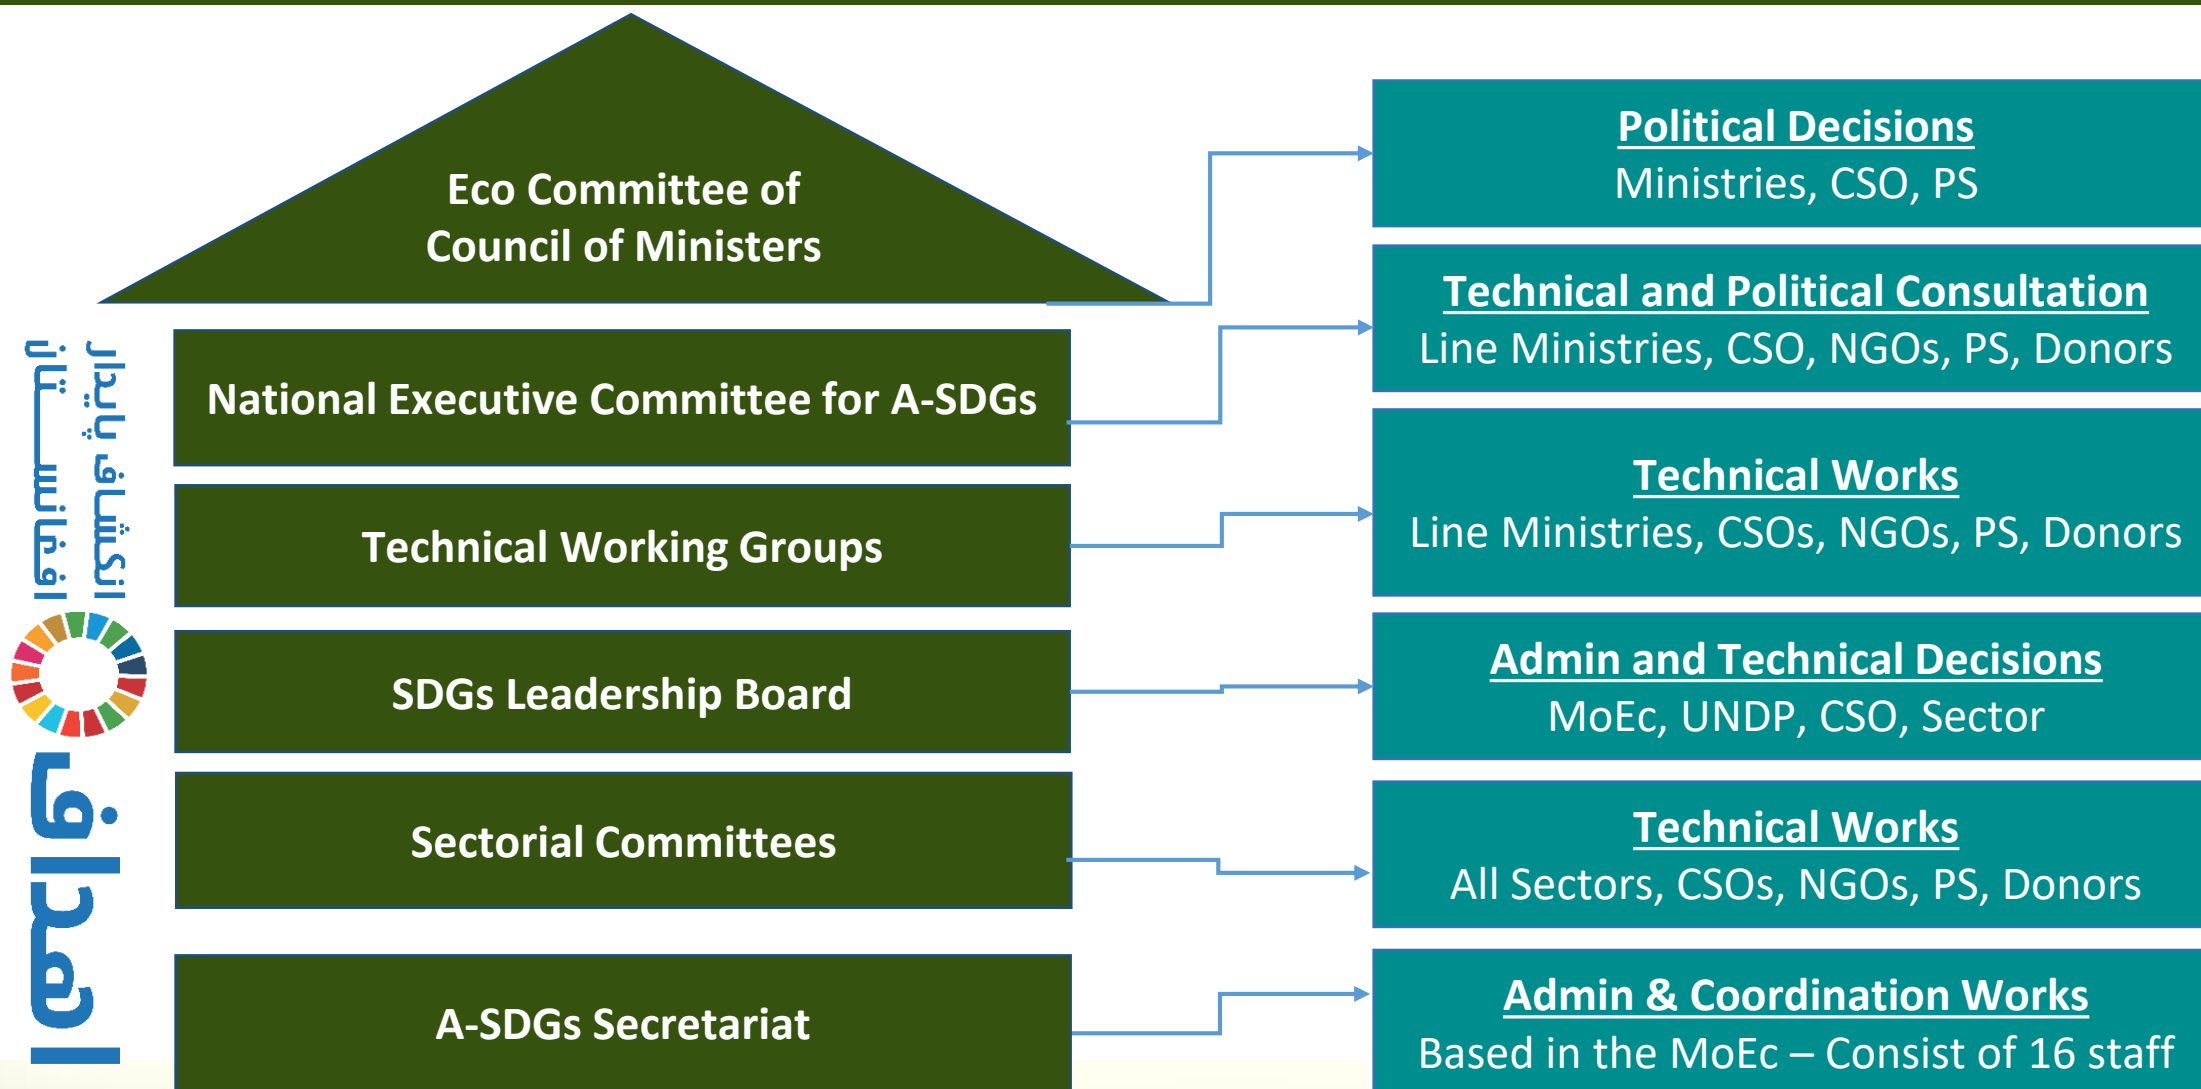 Eco Committee of
Council of Ministers
National Executive Committee for A-SDGs
Technical Working Groups
SDGs Leadership Board
Sectorial Committees
A-SDGs Secretariat
Political Decisions
Ministries, CSO, PS
Technical and Political Consultation
Line Ministries, CSO, NGOs, PS, Donors
Technical Works
Line Ministries, CSOs, NGOs, PS, Donors
Admin and Technical Decisions
MoEc, UNDP, CSO, Sector
Technical Works
All Sectors, CSOs, NGOs, PS, Donors
Admin & Coordination Works
Based in the MoEc – Consist of 16 staff
اهداف
انکشاف پایدار
افغانســـتان